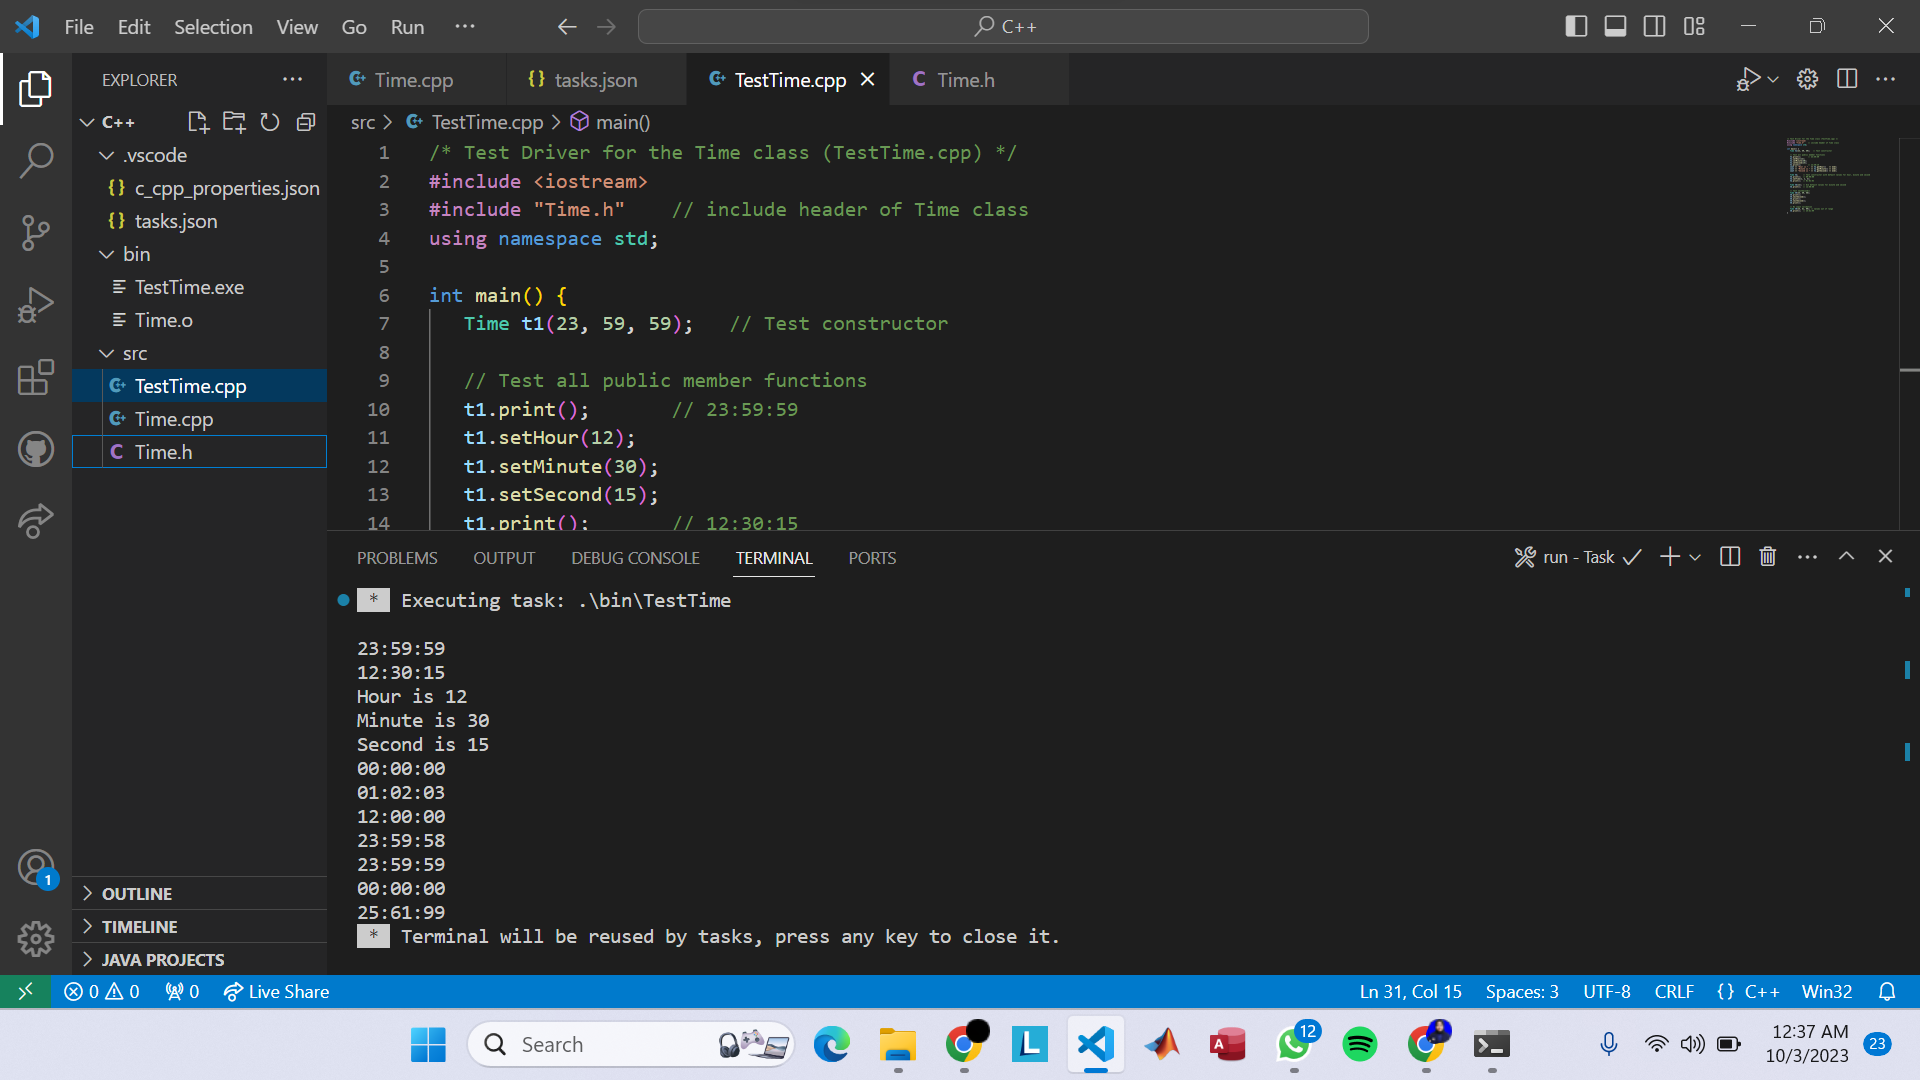 File Edit Selection View Go Run ···
C++
EXPLORER ···
C++
.vscode
{} c_cpp_properties.json
{} tasks.json
bin
TestTime.exe
Time.o
src
TestTime.cpp
Time.cpp
C Time.h
OUTLINE
TIMELINE
JAVA PROJECTS
1
Time.cpp {} tasks.json TestTime.cpp C Time.h
src > TestTime.cpp > main()
1 /* Test Driver for the Time class (TestTime.cpp) */
2 #include <iostream>
3 #include "Time.h" // include header of Time class
4 using namespace std;
5
6 int main() {
7 Time t1(23, 59, 59); // Test constructor
8
9 // Test all public member functions
10 t1.print(); // 23:59:59
11 t1.setHour(12);
12 t1.setMinute(30);
13 t1.setSecond(15);
14 t1.print(); // 12:30:15
PROBLEMS OUTPUT DEBUG CONSOLE TERMINAL PORTS run - Task
* Executing task: .\bin\TestTime
23:59:59
12:30:15
Hour is 12
Minute is 30
Second is 15
00:00:00
01:02:03
12:00:00
23:59:58
23:59:59
00:00:00
25:61:99
* Terminal will be reused by tasks, press any key to close it.
0 0 0 Live Share Ln 31, Col 15 Spaces: 3 UTF-8 CRLF {} C++ Win32
Search L A 12 12:37 AM
10/3/2023 23